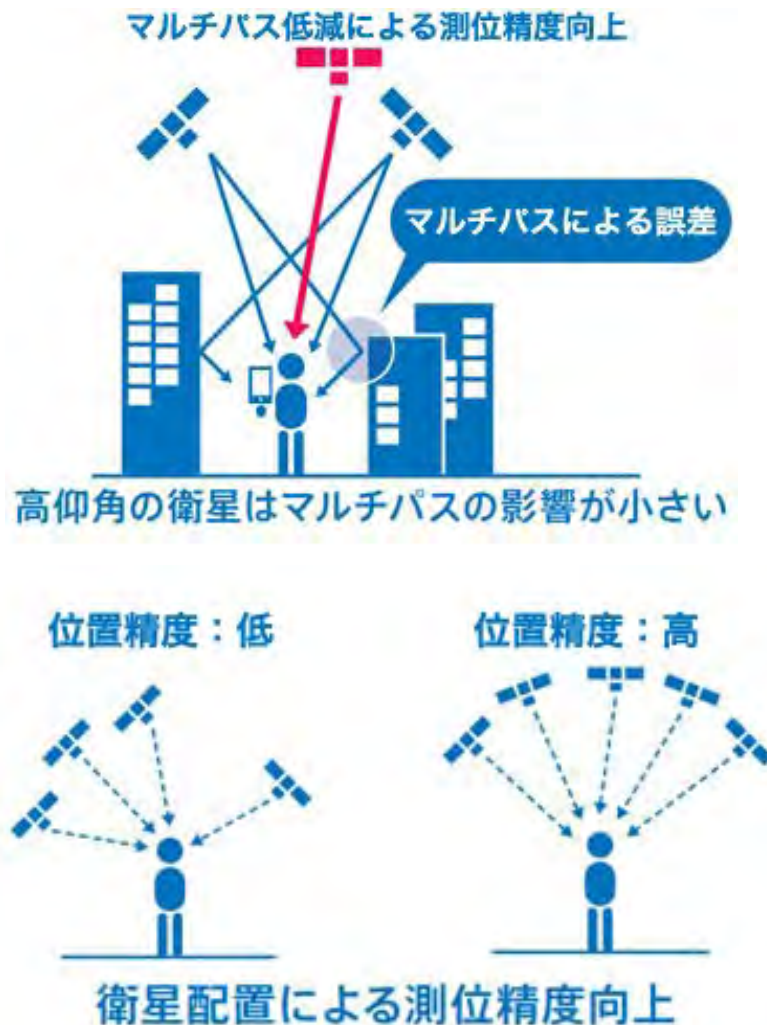 マルチパス低減による測位精度向上
マルチパスによる誤差
高仰角の衛星はマルチパスの影響が小さい
位置精度：低
位置精度：高
衛星配置による測位精度向上